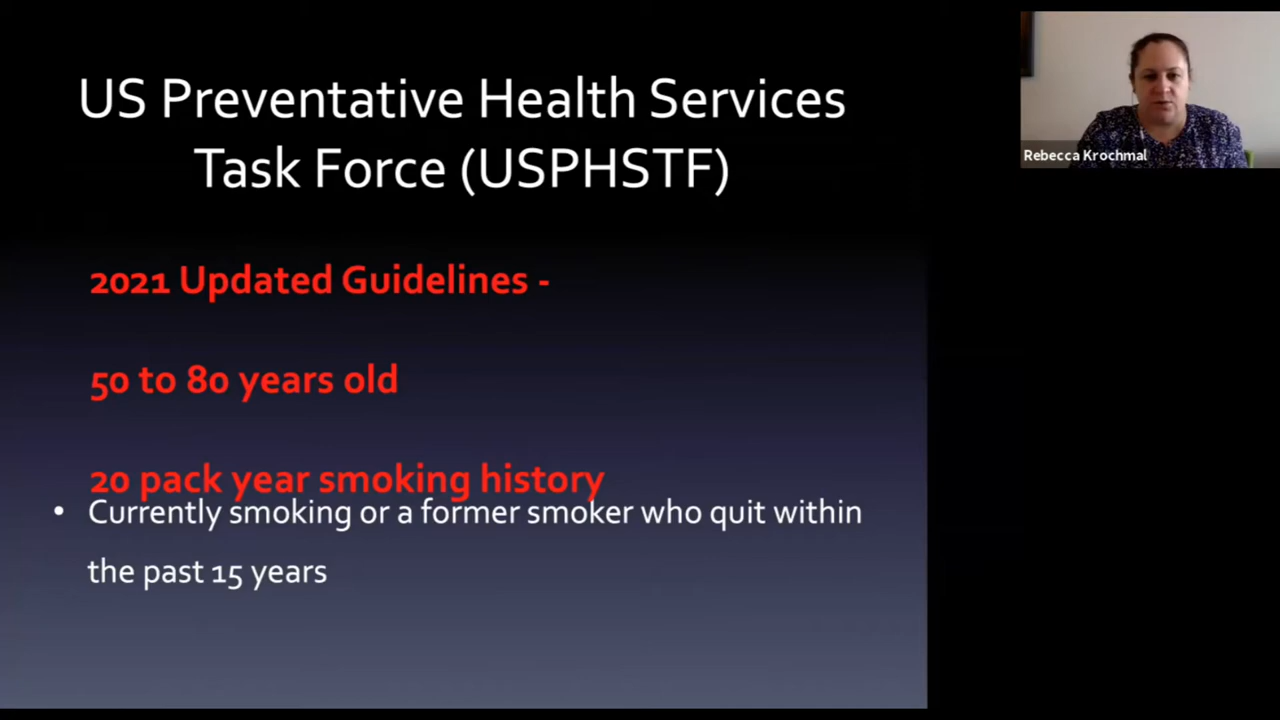 US Preventative Health Services
Task Force (USPHSTF)
2021 Updated Guidelines -
50 to 80 years old
20 pack year smoking history
• Currently smoking or a former smoker who quit within
the past 15 years
Rebecca Krochmal